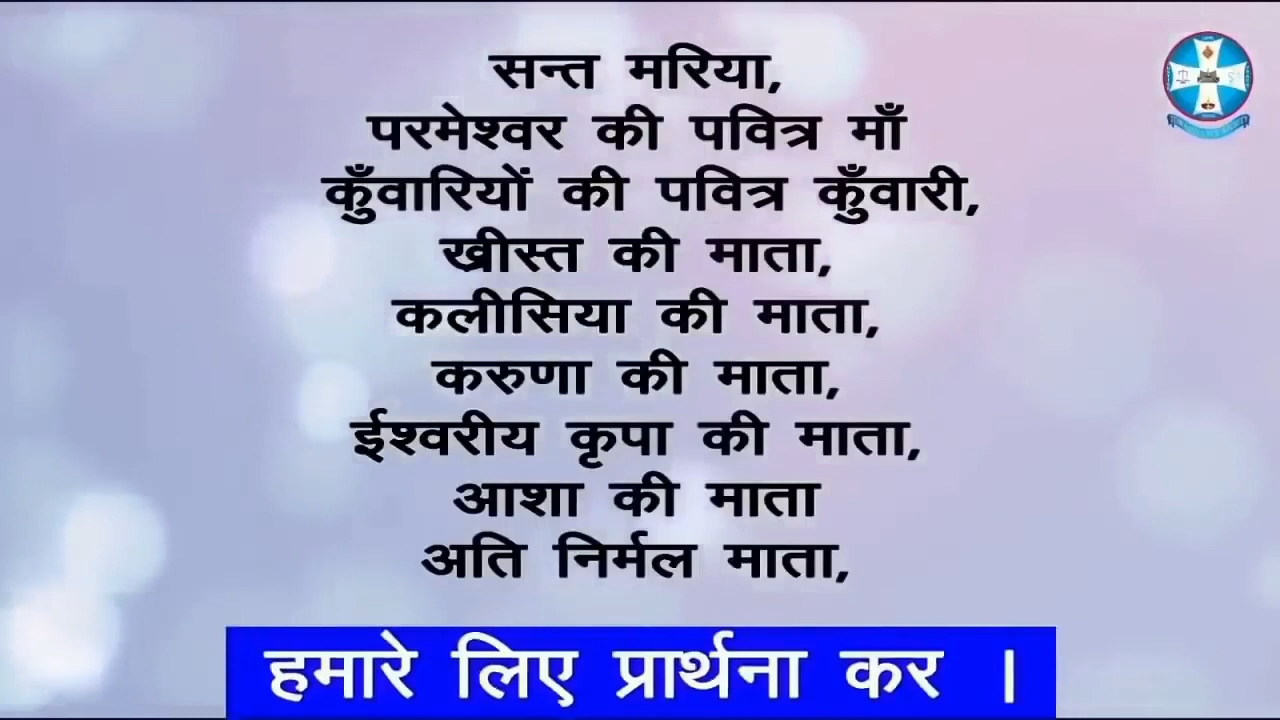 सन्त मरिया,
परमेश्वर की पवित्र माँ
कुँवारियों की पवित्र कुँवारी,
ख्रीस्त की माता,
कलीसिया की माता,
करुणा की माता,
ईश्वरीय कृपा की माता,
आशा की माता
अति निर्मल माता,
हमारे लिए प्रार्थना कर ।